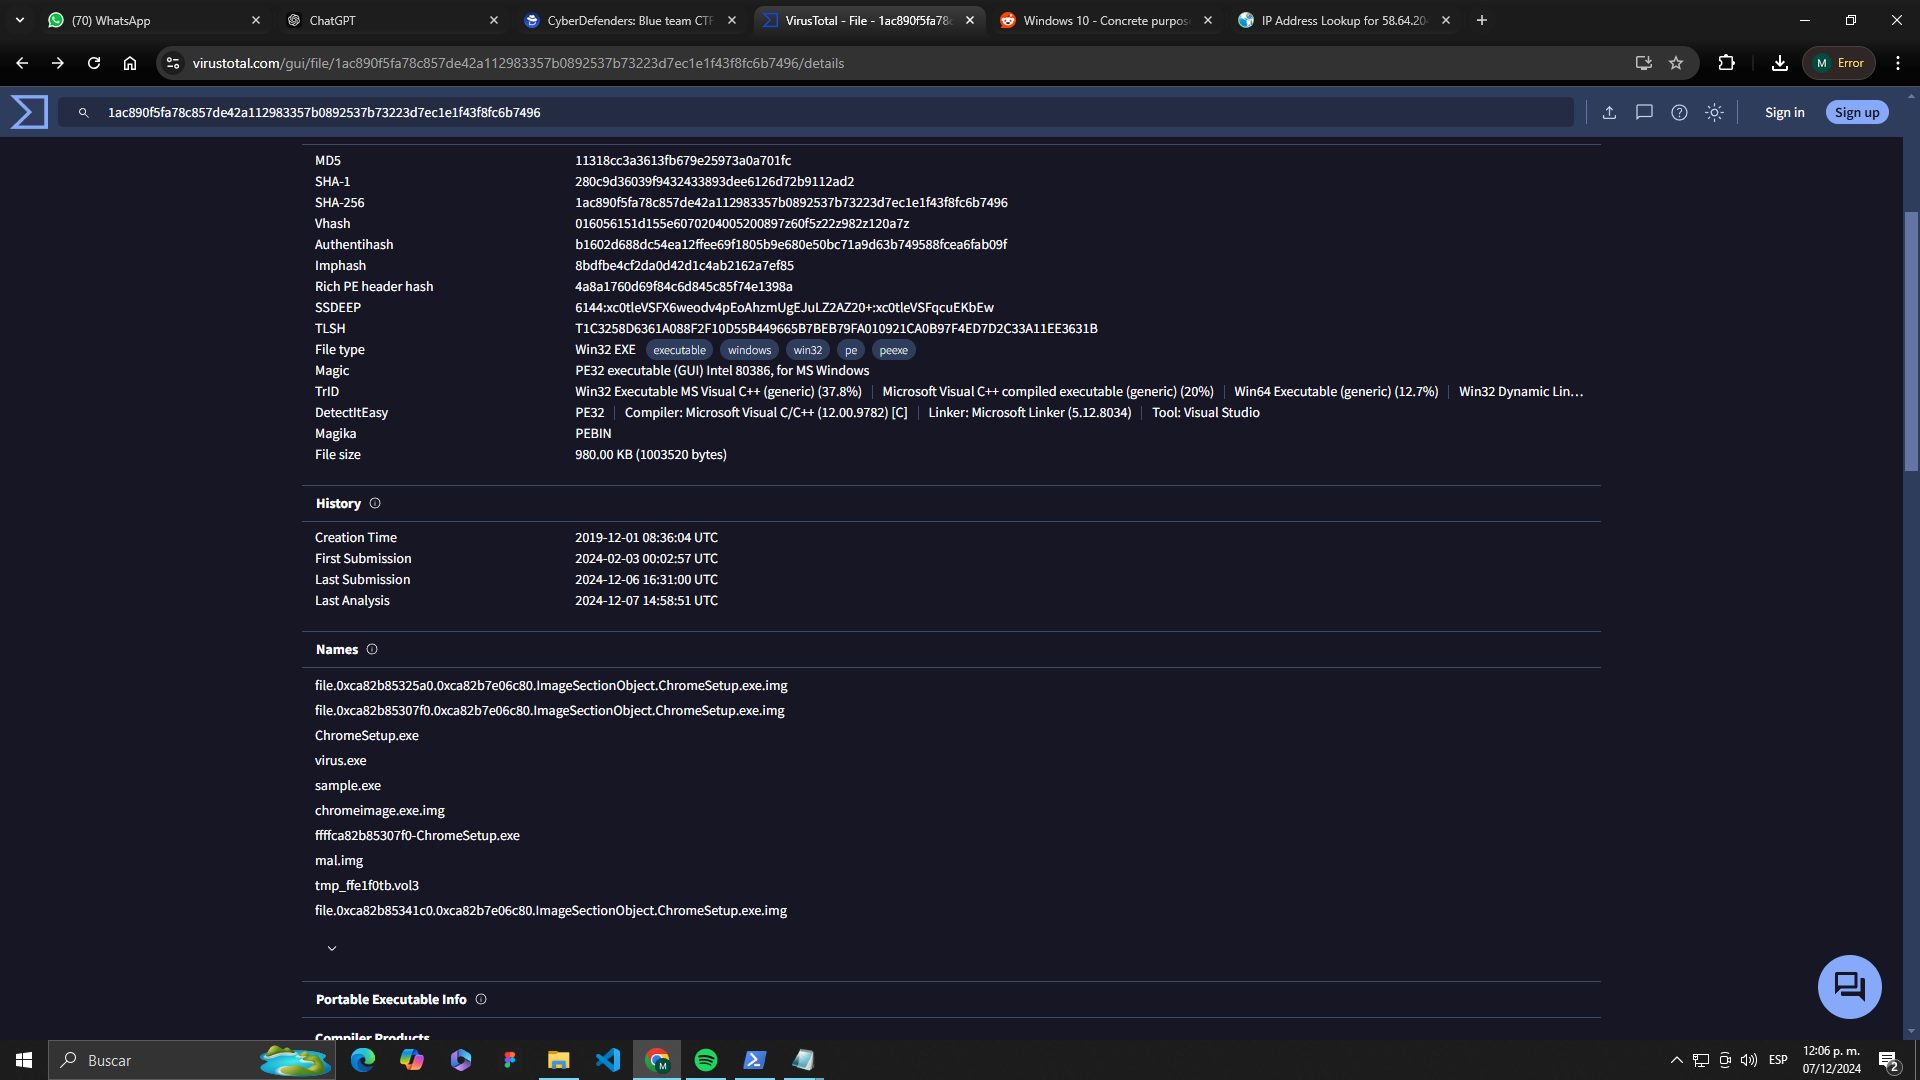 (70) WhatsApp
ChatGPT
CyberDefenders: Blue team CTF
VirusTotal - File - 1ac890f5fa78c
Windows 10 - Concrete purpos
IP Address Lookup for 58.64.20
M Error
virustotal.com/gui/file/1ac890f5fa78c857de42a112983357b0892537b73223d7ec1e1f43f8fc6b7496/details
1ac890f5fa78c857de42a112983357b0892537b73223d7ec1e1f43f8fc6b7496
Sign in
Sign up
MD5 11318cc3a3613fb679e25973a0a701fc
SHA-1 280c9d36039f9432433893dee6126d72b9112ad2
SHA-256 1ac890f5fa78c857de42a112983357b0892537b73223d7ec1e1f43f8fc6b7496
Vhash 016056151d155e6070204005200897z60f5z22z982z120a7z
Authentihash b1602d688dc54ea12ffee69f1805b9e680e50bc71a9d63b749588fcea6fab09f
Imphash 8bdfbe4cf2da0d42d1c4ab2162a7ef85
Rich PE header hash 4a8a1760d69f84c6d845c85f74e1398a
SSDEEP 6144:xc0tleVSFX6weodv4pEoAhzmUgEJuLZ2AZ20+:xc0tleVSFqcuEKbEw
TLSH T1C3258D6361A088F2F10D55B449665B7BEB79FA010921CA0B97F4ED7D2C33A11EE3631B
File type Win32 EXE executable windows win32 pe peexe
Magic PE32 executable (GUI) Intel 80386, for MS Windows
TrID Win32 Executable MS Visual C++ (generic) (37.8%) Microsoft Visual C++ compiled executable (generic) (20%) Win64 Executable (generic) (12.7%) Win32 Dynamic Lin…
DetectItEasy PE32 Compiler: Microsoft Visual C/C++ (12.00.9782) [C] Linker: Microsoft Linker (5.12.8034) Tool: Visual Studio
Magika PEBIN
File size 980.00 KB (1003520 bytes)
History
Creation Time 2019-12-01 08:36:04 UTC
First Submission 2024-02-03 00:02:57 UTC
Last Submission 2024-12-06 16:31:00 UTC
Last Analysis 2024-12-07 14:58:51 UTC
Names
file.0xca82b85325a0.0xca82b7e06c80.ImageSectionObject.ChromeSetup.exe.img
file.0xca82b85307f0.0xca82b7e06c80.ImageSectionObject.ChromeSetup.exe.img
ChromeSetup.exe
virus.exe
sample.exe
chromeimage.exe.img
ffffca82b85307f0-ChromeSetup.exe
mal.img
tmp_ffe1f0tb.vol3
file.0xca82b85341c0.0xca82b7e06c80.ImageSectionObject.ChromeSetup.exe.img
Portable Executable Info
Compiler Products
Buscar
M
ESP
12:06 p. m.
07/12/2024
2